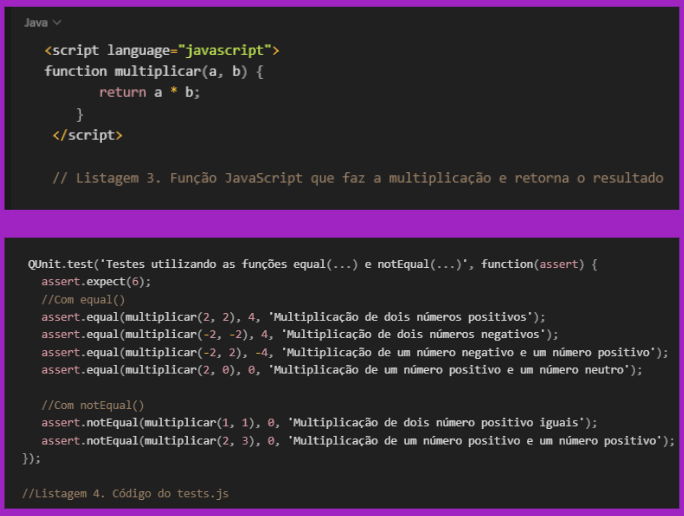 Java
<script language="javascript">
function multiplicar(a, b) {
return a * b;
}
</script>
// Listagem 3. Função JavaScript que faz a multiplicação e retorna o resultado
QUnit.test('Testes utilizando as funções equal(...) e notEqual(...)', function(assert) {
assert.expect(6);
//Com equal()
assert.equal(multiplicar(2, 2), 4, 'Multiplicação de dois números positivos');
assert.equal(multiplicar(-2, -2), 4, 'Multiplicação de dois números negativos');
assert.equal(multiplicar(-2, 2), -4, 'Multiplicação de um número negativo e um número positivo');
assert.equal(multiplicar(2, 0), 0, 'Multiplicação de um número positivo e um número neutro');
//Com notEqual()
assert.notEqual(multiplicar(1, 1), 0, 'Multiplicação de dois número positivo iguais');
assert.notEqual(multiplicar(2, 3), 0, 'Multiplicação de um número positivo e um número positivo');
});
//Listagem 4. Código do tests.js